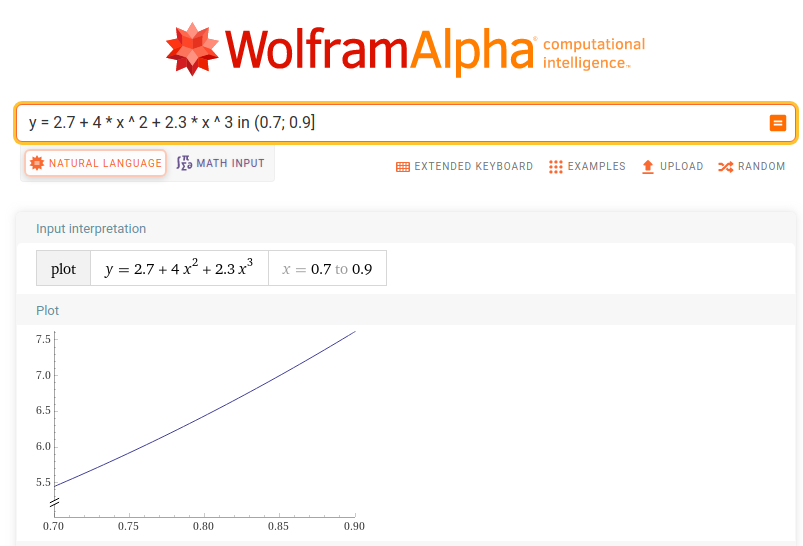 WolframAlpha computational
intelligence™
y = 2.7 + 4 * x ^ 2 + 2.3 * x ^ 3 in (0.7; 0.9]
NATURAL LANGUAGE MATH INPUT EXTENDED KEYBOARD EXAMPLES UPLOAD RANDOM
Input interpretation
plot y = 2.7 + 4 x² + 2.3 x³ x = 0.7 to 0.9
Plot
7.5
7.0
6.5
6.0
5.5
0.70 0.75 0.80 0.85 0.90